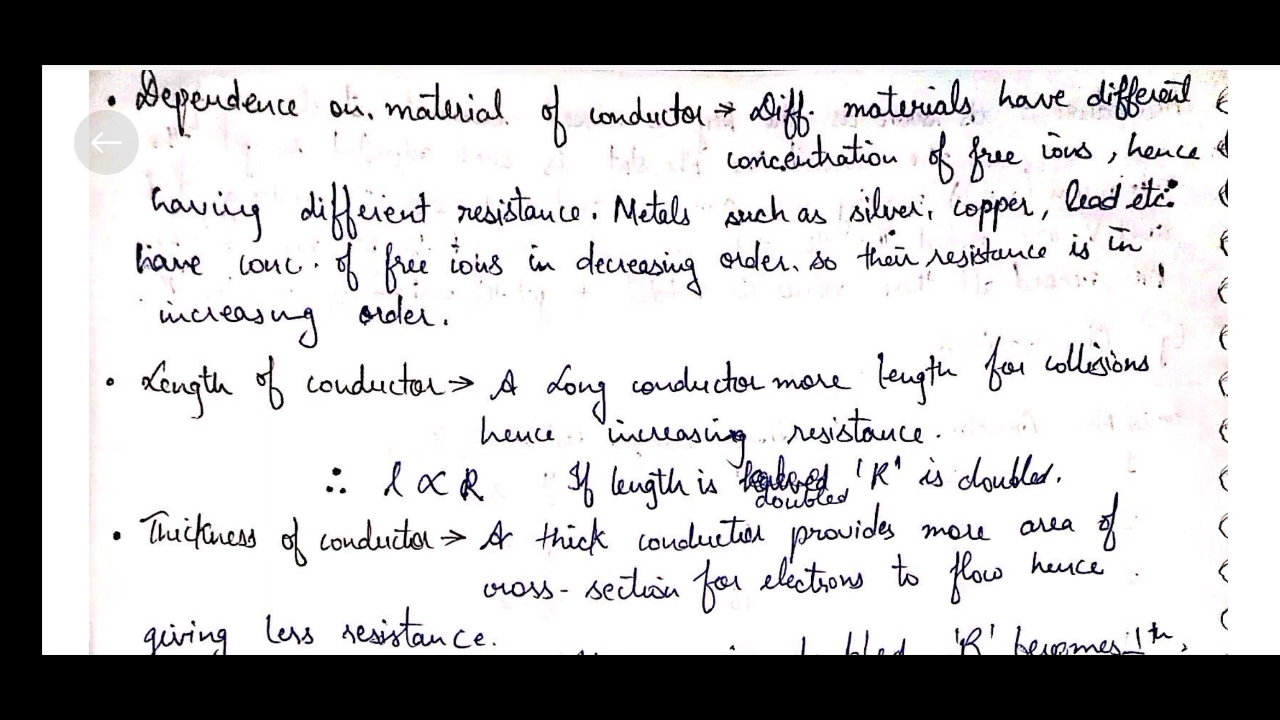 • Dependence on material of conductor → Diff. materials have different
concentration of free ions, hence
having different resistance. Metals such as silver, copper, lead etc.
have conc. of free ions in decreasing order. so their resistance is in
increasing order.
• Length of conductor → A Long conductor more length for collisions
hence increasing resistance.
∴ l ∝ R If length is doubled 'R' is doubled.
• Thickness of conductor → A thick conductor provides more area of
cross-section for electrons to flow hence
giving less resistance.
doubled 'R' becomes